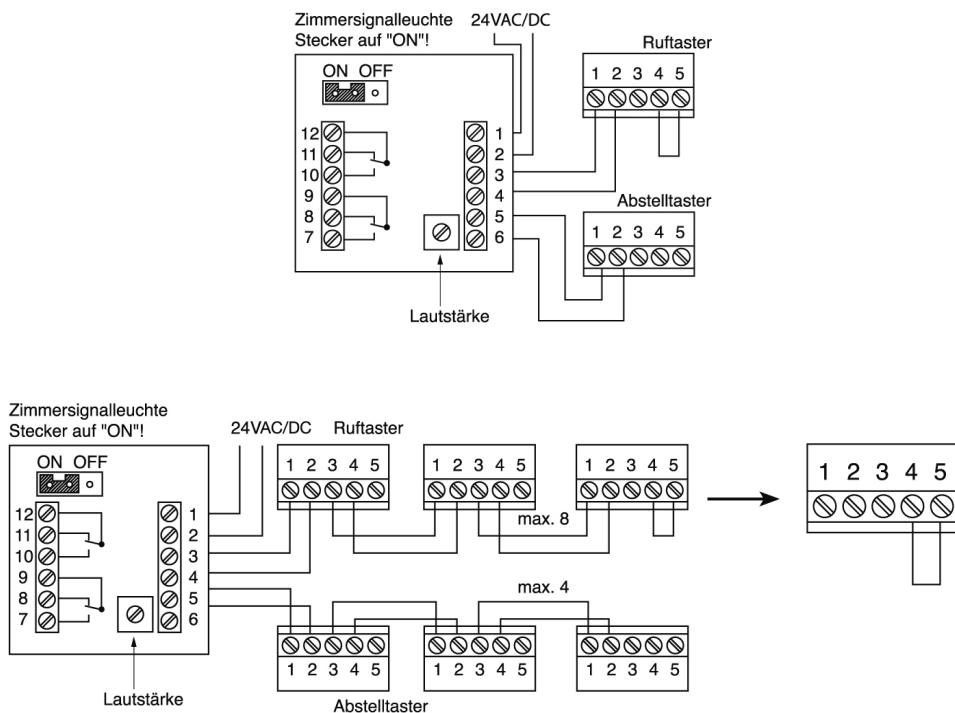 Zimmersignalleuchte 24VAC/DC
Stecker auf "ON"!
Ruftaster
ON OFF
1 2 3 4 5
12
11
10
9
8
7
1
2
3
4
5
6
Abstelltaster
1 2 3 4 5
Lautstärke
Zimmersignalleuchte
Stecker auf "ON"!
24VAC/DC Ruftaster
ON OFF
1 2 3 4 5
1 2 3 4 5
1 2 3 4 5
1 2 3 4 5
12
11
10
9
8
7
1
2
3
4
5
6
max. 8
max. 4
1 2 3 4 5
1 2 3 4 5
1 2 3 4 5
Lautstärke
Abstelltaster